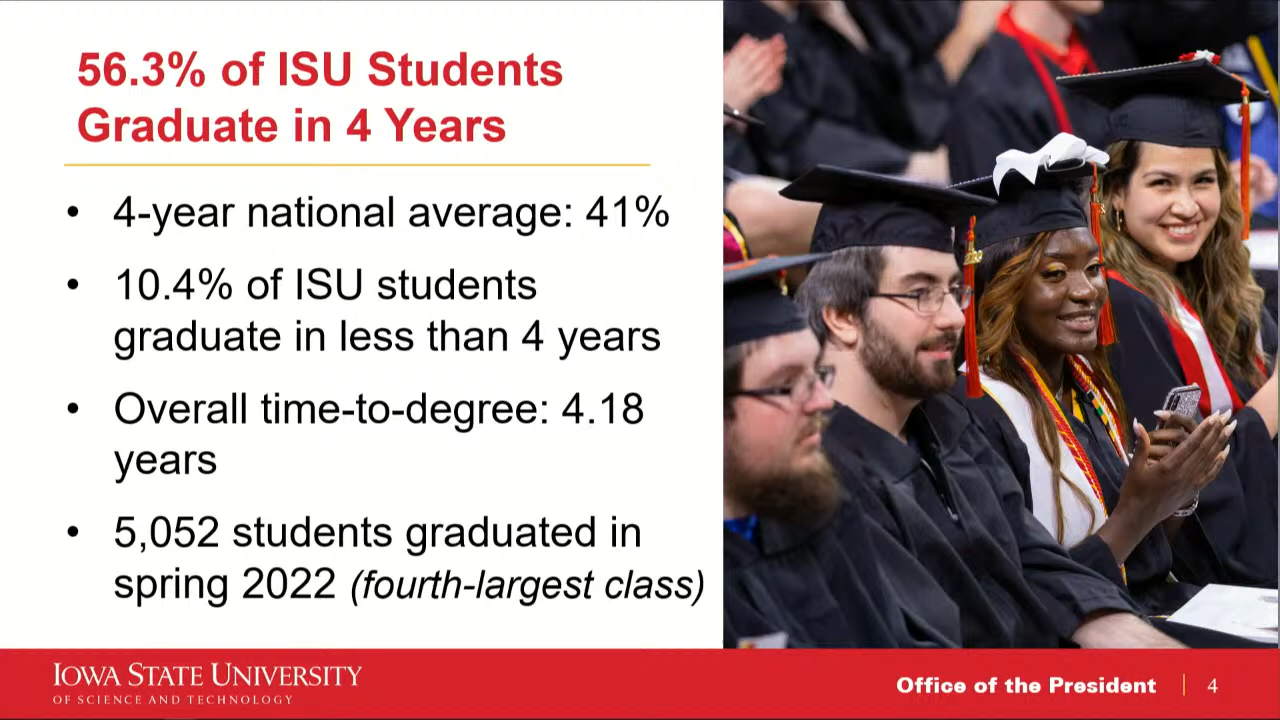 56.3% of ISU Students
Graduate in 4 Years
• 4-year national average: 41%
• 10.4% of ISU students
graduate in less than 4 years
• Overall time-to-degree: 4.18
years
• 5,052 students graduated in
spring 2022 (fourth-largest class)
IOWA STATE UNIVERSITY
OF SCIENCE AND TECHNOLOGY
Office of the President | 4